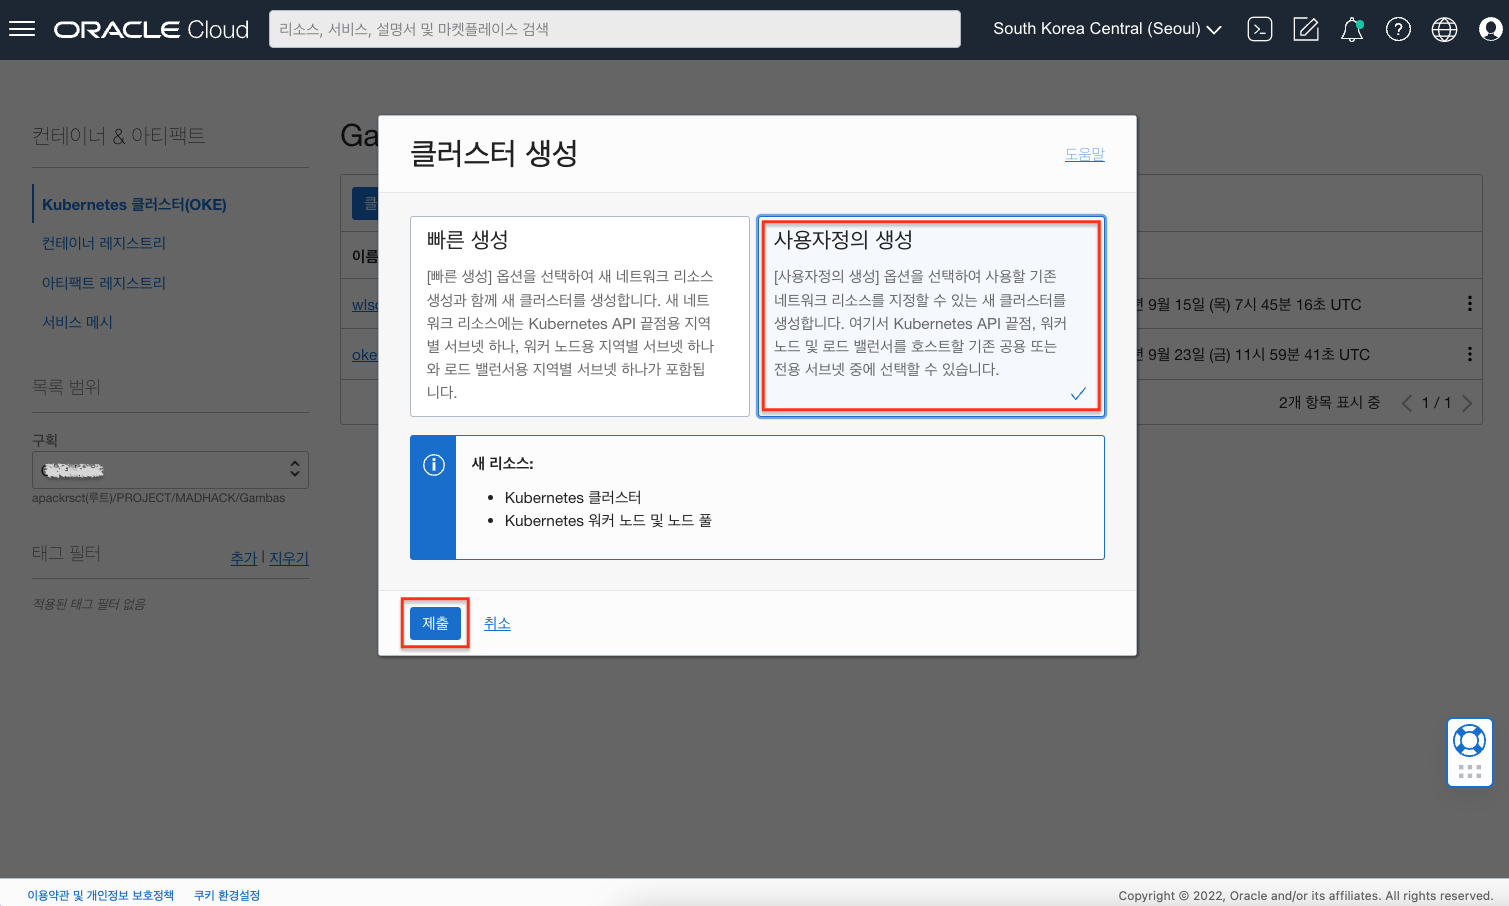 ORACLE Cloud
리소스, 서비스, 설명서 및 마켓플레이스 검색
South Korea Central (Seoul)
컨테이너 & 아티팩트
Kubernetes 클러스터(OKE)
컨테이너 레지스트리
아티팩트 레지스트리
서비스 메시
목록 범위
구획
apackrsct(루트)/PROJECT/MADHACK/Gambas
태그 필터
추가 | 지우기
적용된 태그 필터 없음
Ga
클
이름
wlsc
oke
클러스터 생성
도움말
빠른 생성
[빠른 생성] 옵션을 선택하여 새 네트워크 리소스
생성과 함께 새 클러스터를 생성합니다. 새 네트
워크 리소스에는 Kubernetes API 끝점용 지역
별 서브넷 하나, 워커 노드용 지역별 서브넷 하나
와 로드 밸런서용 지역별 서브넷 하나가 포함됩
니다.
사용자정의 생성
[사용자정의 생성] 옵션을 선택하여 사용할 기존
네트워크 리소스를 지정할 수 있는 새 클러스터를
생성합니다. 여기서 Kubernetes API 끝점, 워커
노드 및 로드 밸런서를 호스트할 기존 공용 또는
전용 서브넷 중에 선택할 수 있습니다.
새 리소스:
• Kubernetes 클러스터
• Kubernetes 워커 노드 및 노드 풀
제출
취소
9월 15일 (목) 7시 45분 16초 UTC
9월 23일 (금) 11시 59분 41초 UTC
2개 항목 표시 중
1 / 1
이용약관 및 개인정보 보호정책
쿠키 환경설정
Copyright © 2022, Oracle and/or its affiliates. All rights reserved.